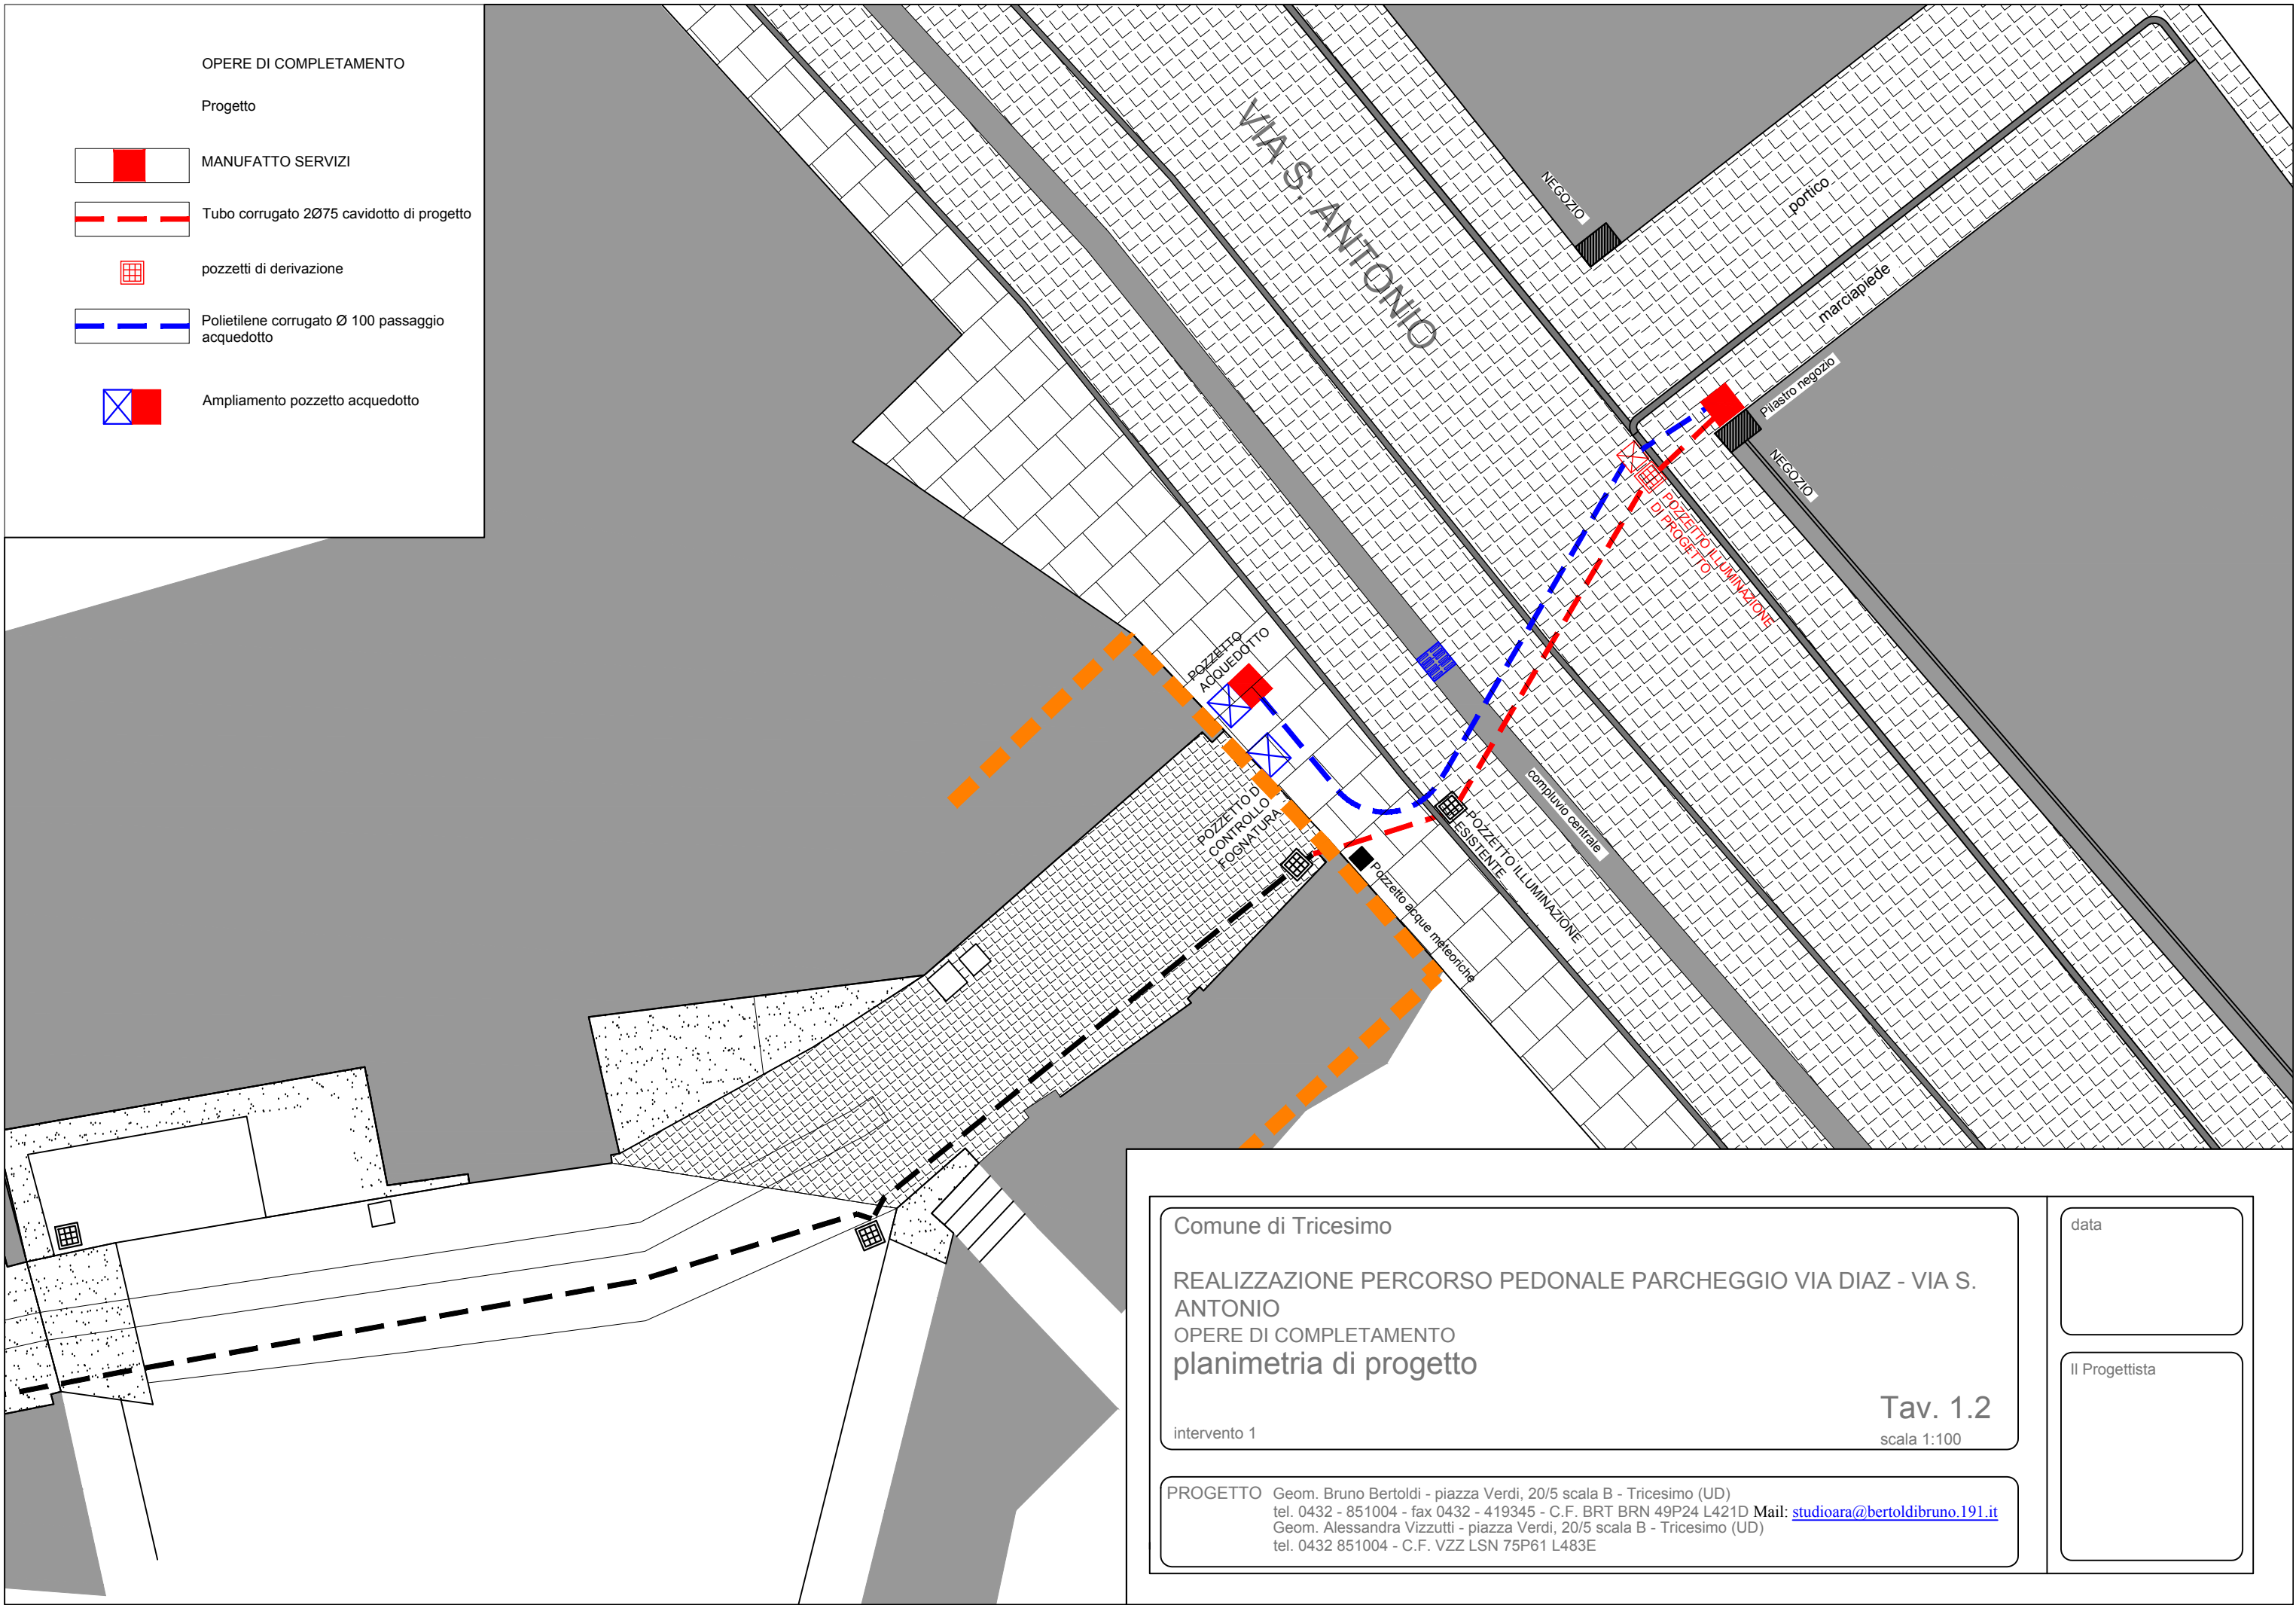 OPERE DI COMPLETAMENTO
Progetto
MANUFATTO SERVIZI
Tubo corrugato 2Ø75 cavidotto di progetto
pozzetti di derivazione
Polietilene corrugato Ø 100 passaggio
acquedotto
Ampliamento pozzetto acquedotto
VIA S. ANTONIO
NEGOZIO
portico
marciapiede
Pilastro negozio
NEGOZIO
POZZETTO ILLUMINAZIONE
DI PROGETTO
POZZETTO
ACQUEDOTTO
POZZETTO DI
CONTROLLO
FOGNATURA
compluvio centrale
POZZETTO ILLUMINAZIONE
ESISTENTE
Pozzetto acque meteoriche
Comune di Tricesimo
REALIZZAZIONE PERCORSO PEDONALE PARCHEGGIO VIA DIAZ - VIA S.
ANTONIO
OPERE DI COMPLETAMENTO
planimetria di progetto
Tav. 1.2
intervento 1
scala 1:100
data
Il Progettista
PROGETTO Geom. Bruno Bertoldi - piazza Verdi, 20/5 scala B - Tricesimo (UD)
tel. 0432 - 851004 - fax 0432 - 419345 - C.F. BRT BRN 49P24 L421D Mail: studioara@bertoldibruno.191.it
Geom. Alessandra Vizzutti - piazza Verdi, 20/5 scala B - Tricesimo (UD)
tel. 0432 851004 - C.F. VZZ LSN 75P61 L483E